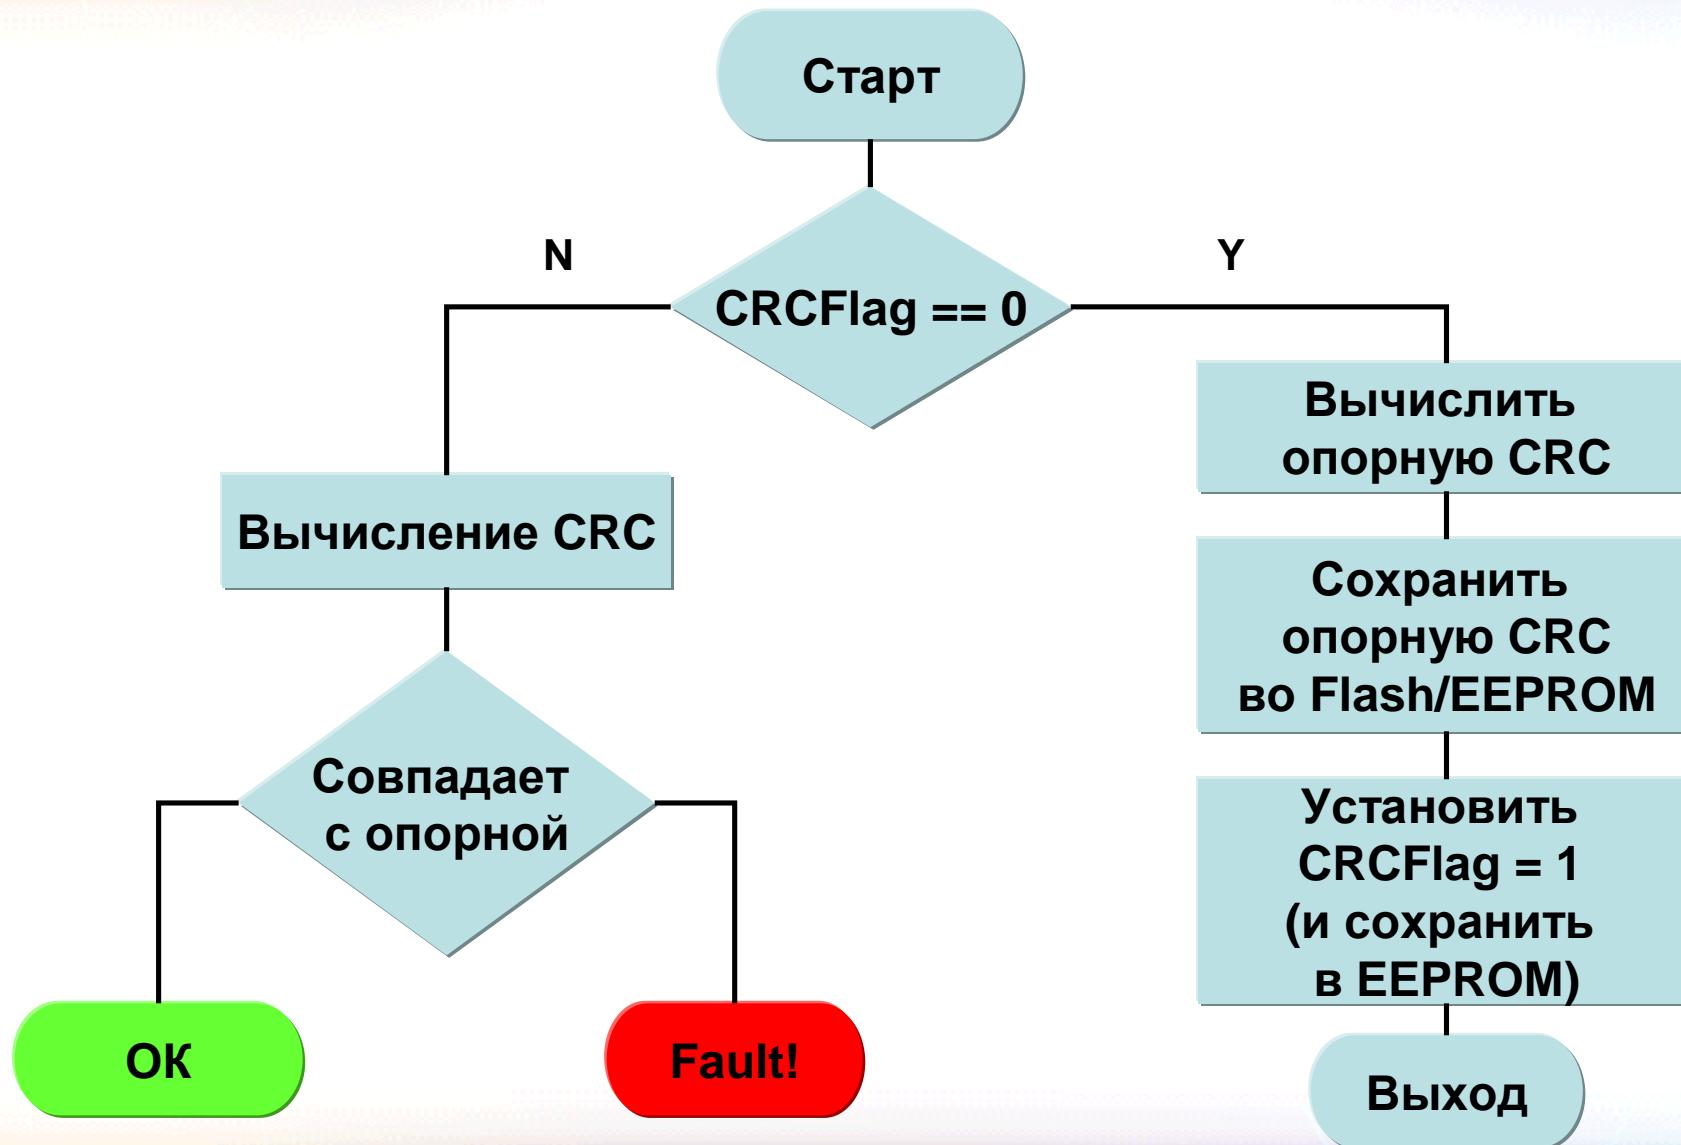 Старт
N
Y
CRCFlag == 0
Вычислить
опорную CRC
Вычисление CRC
Сохранить
опорную CRC
во Flash/EEPROM
Совпадает
с опорной
Установить
CRCFlag = 1
(и сохранить
в EEPROM)
ОК
Fault!
Выход